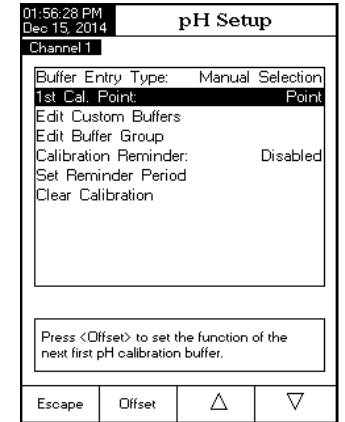 01:56:28 PM
Dec 15, 2014
pH Setup
Channel 1
Buffer Entry Type: Manual Selection
1st Cal. Point: Point
Edit Custom Buffers
Edit Buffer Group
Calibration Reminder: Disabled
Set Reminder Period
Clear Calibration
Press <Offset> to set the function of the
next first pH calibration buffer.
Escape Offset △ ▽